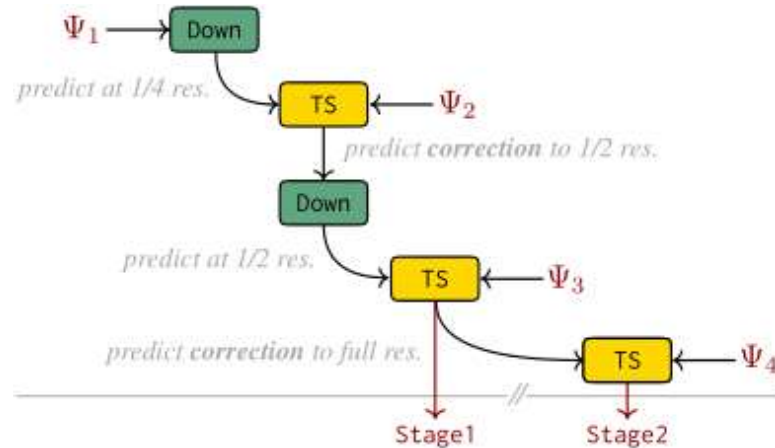 Ψ1 Down
predict at 1/4 res.
TS Ψ2
predict correction to 1/2 res.
Down
predict at 1/2 res.
TS Ψ3
predict correction to full res.
TS Ψ4
//
Stage1 Stage2